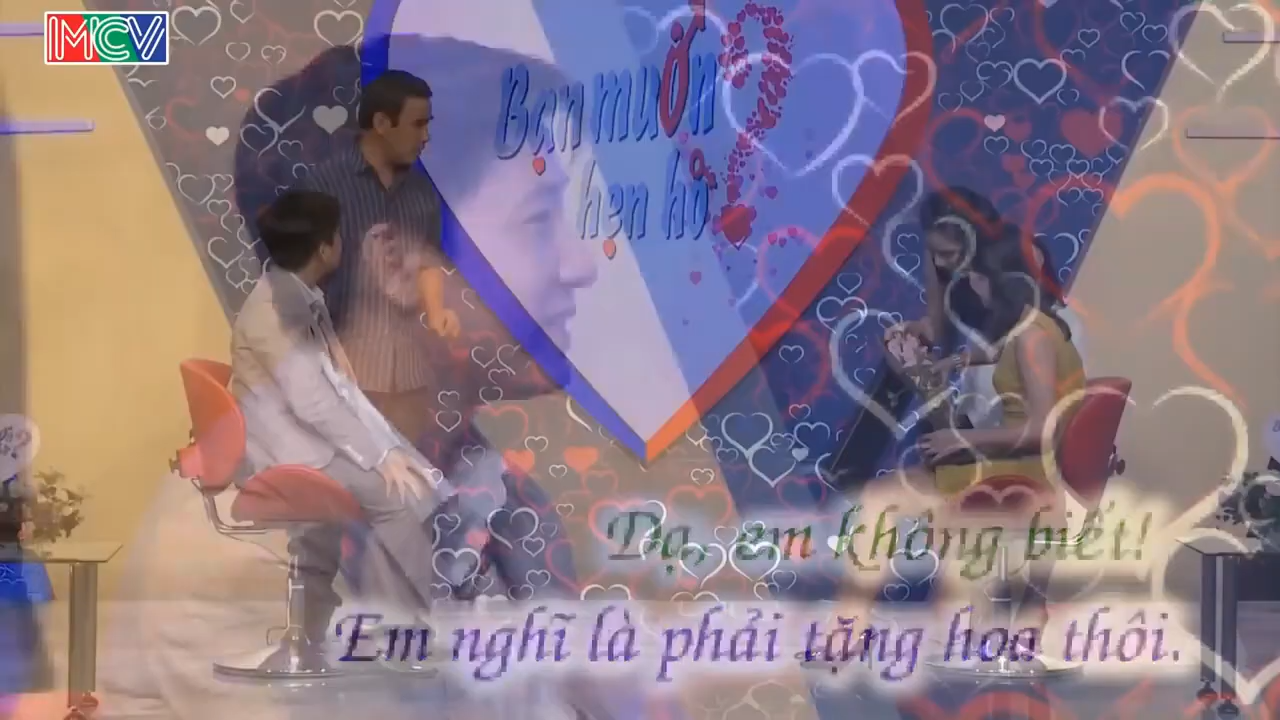 MCV
Bạn muốn
hẹn hò
Dạ, em không biết!
Em nghĩ là phải tặng hoa thôi.